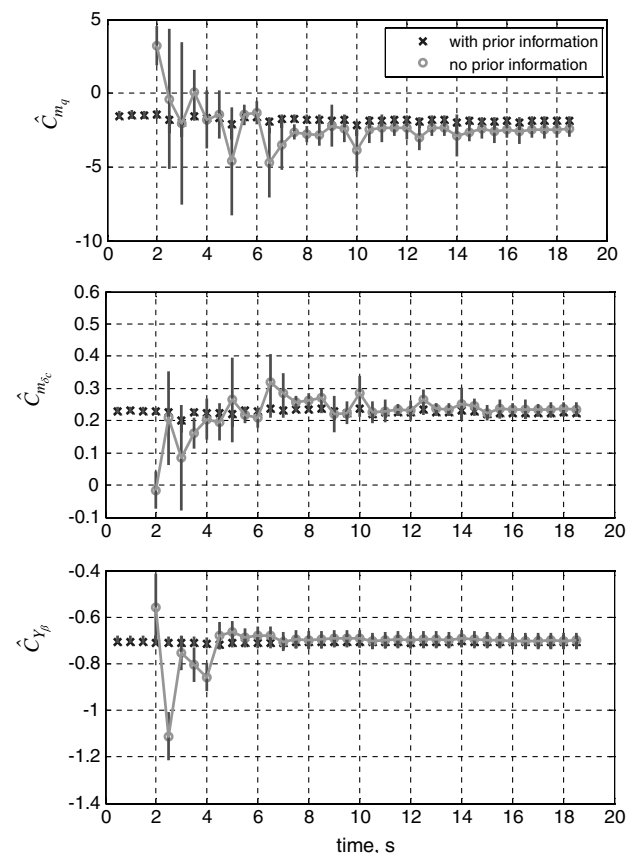 5
0
-5
-10
Ĉ_{m_q}
× with prior information
○ no prior information
0 2 4 6 8 10 12 14 16 18 20
0.6
0.5
0.4
0.3
0.2
0.1
0
-0.1
Ĉ_{m_{δc}}
0 2 4 6 8 10 12 14 16 18 20
-0.4
-0.6
-0.8
-1
-1.2
-1.4
Ĉ_{Y_β}
0 2 4 6 8 10 12 14 16 18 20
time, s